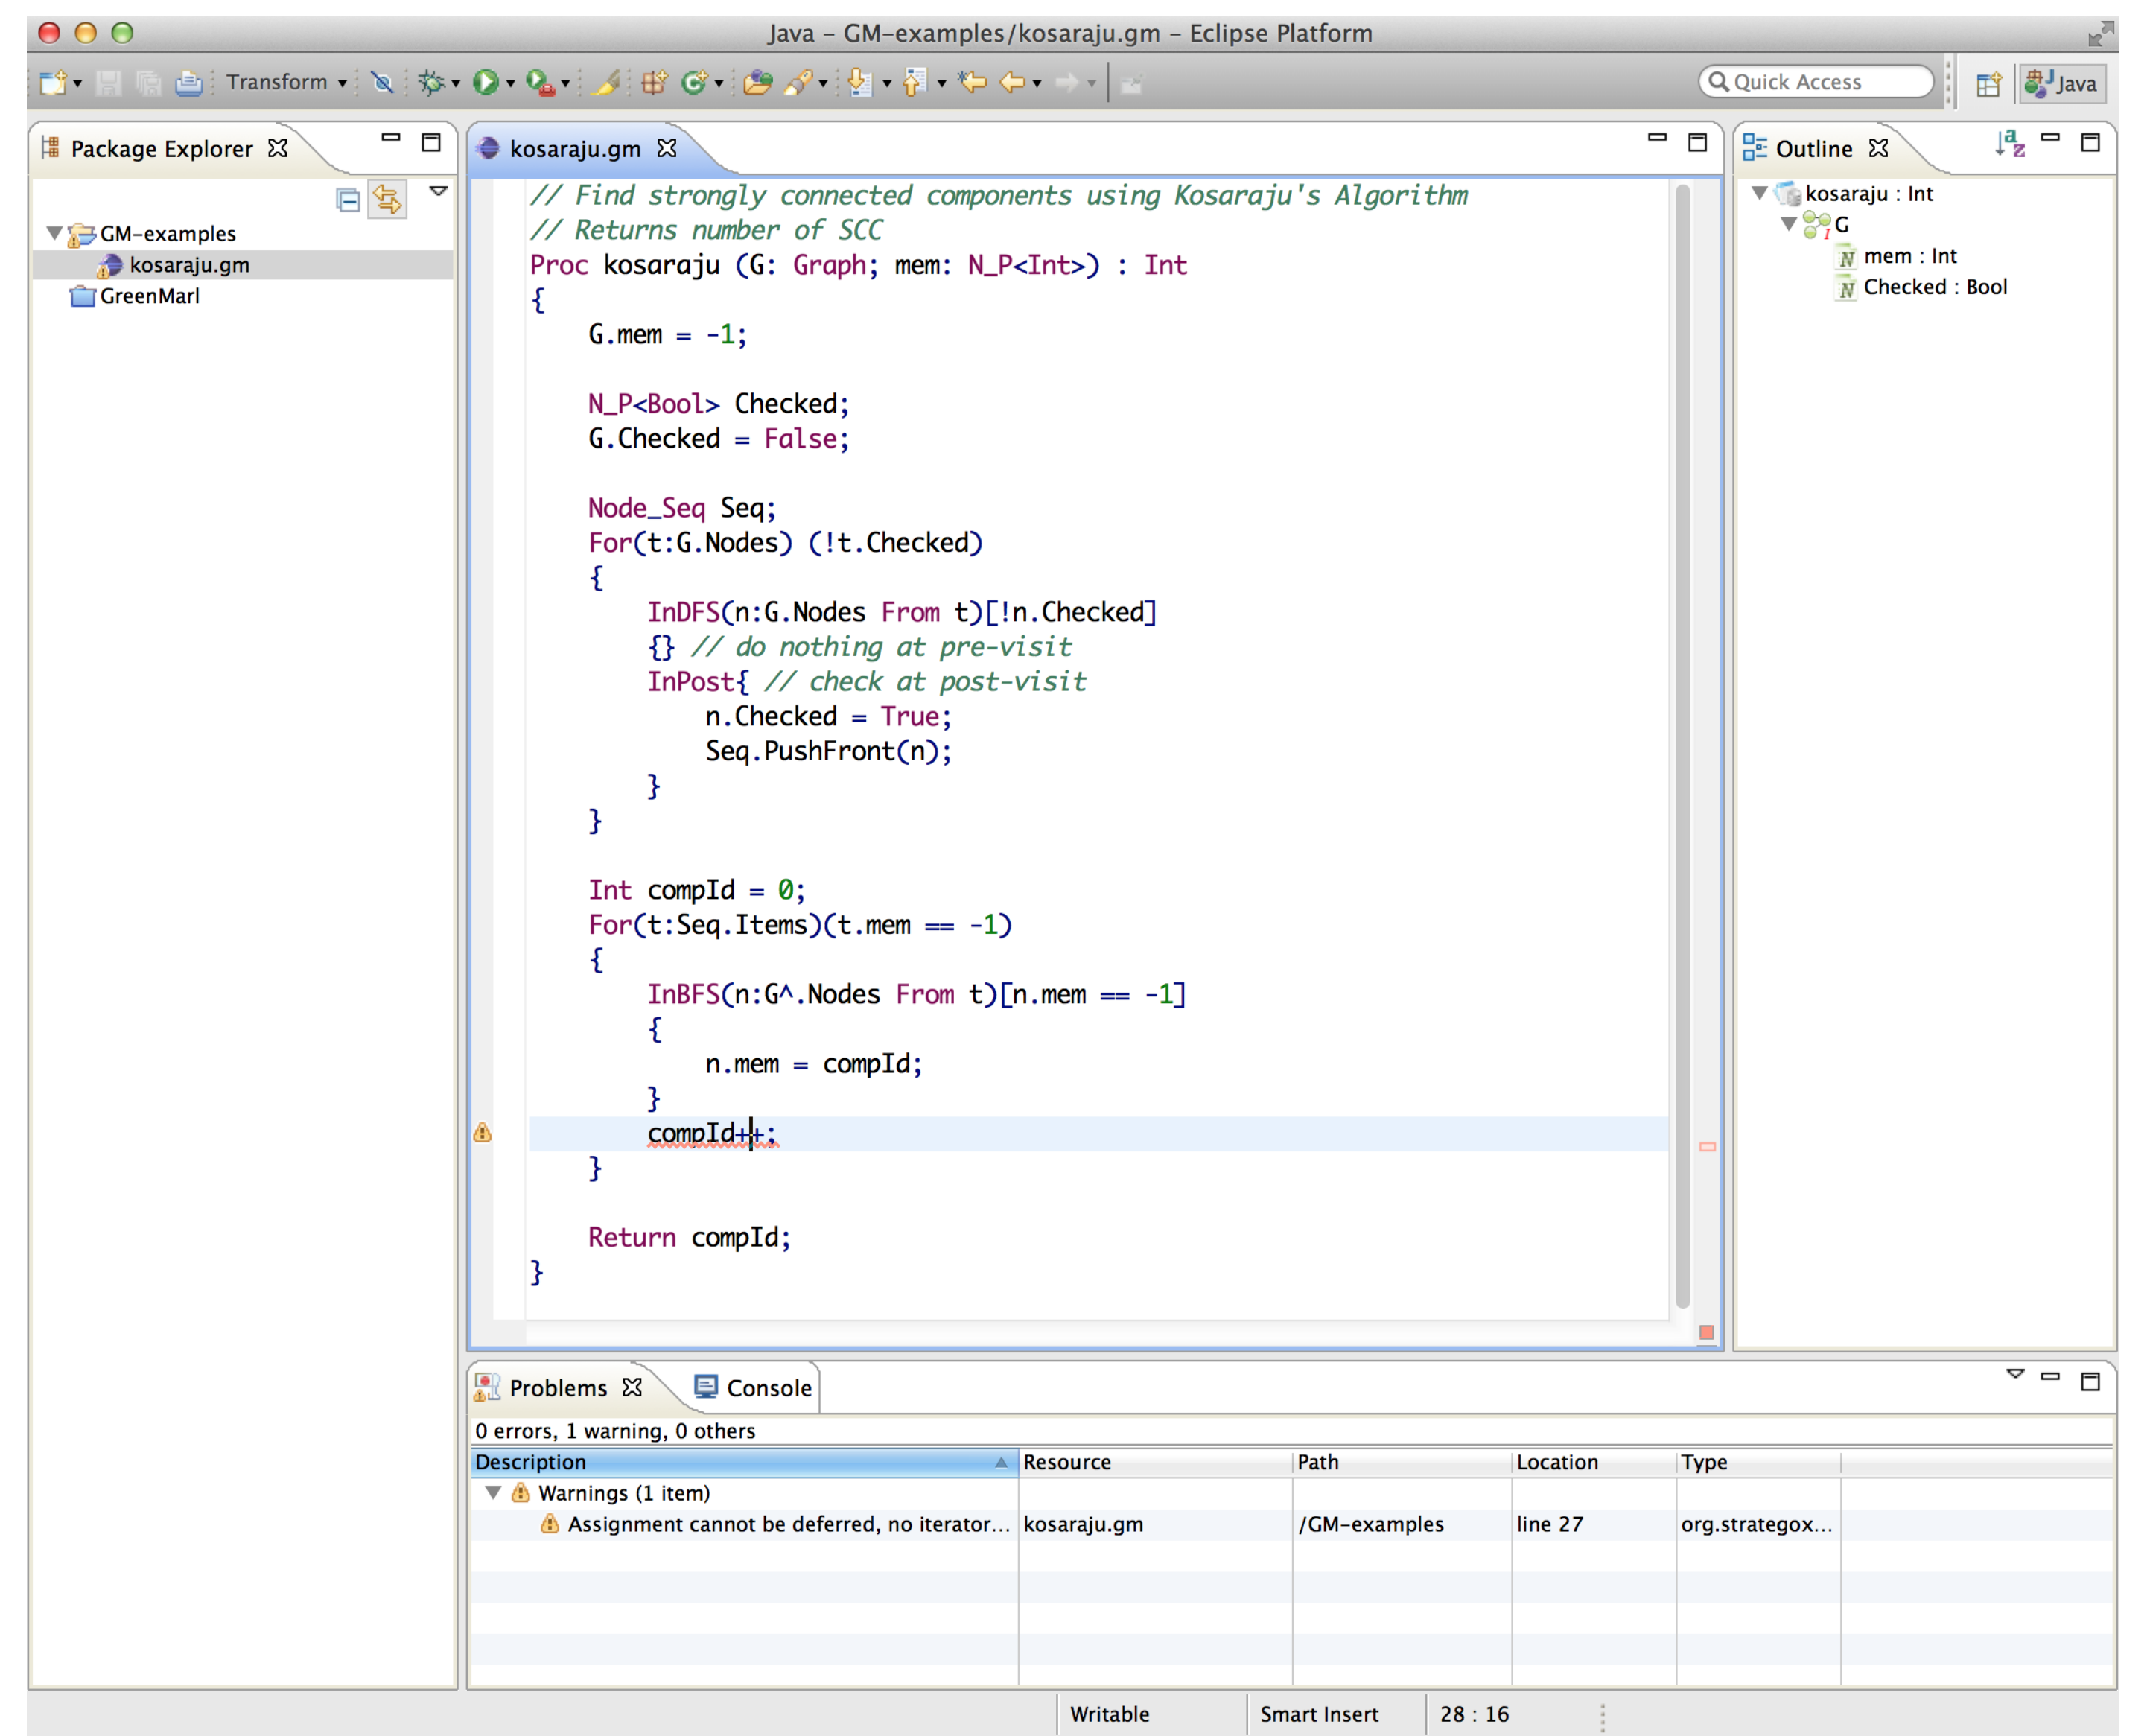 Java – GM-examples/kosaraju.gm – Eclipse Platform
Transform
Quick Access
Java
Package Explorer
GM-examples
kosaraju.gm
GreenMarl
kosaraju.gm
// Find strongly connected components using Kosaraju's Algorithm
// Returns number of SCC
Proc kosaraju (G: Graph; mem: N_P<Int>) : Int
{
    G.mem = -1;
    N_P<Bool> Checked;
    G.Checked = False;
    Node_Seq Seq;
    For(t:G.Nodes) (!t.Checked)
    {
        InDFS(n:G.Nodes From t)[!n.Checked]
        {} // do nothing at pre-visit
        InPost{ // check at post-visit
            n.Checked = True;
            Seq.PushFront(n);
        }
    }
    Int compId = 0;
    For(t:Seq.Items)(t.mem == -1)
    {
        InBFS(n:G^.Nodes From t)[n.mem == -1]
        {
            n.mem = compId;
        }
        compId++;
    }
    Return compId;
}
Outline
kosaraju : Int
G
mem : Int
Checked : Bool
Problems
Console
0 errors, 1 warning, 0 others
Description Resource Path Location Type
Warnings (1 item)
Assignment cannot be deferred, no iterator... kosaraju.gm /GM-examples line 27 org.strategox...
Writable Smart Insert 28 : 16